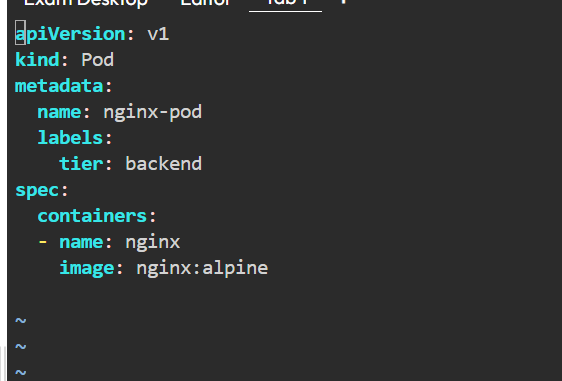 Exam Desktop Editor Tab 1 +
apiVersion: v1
kind: Pod
metadata:
  name: nginx-pod
  labels:
    tier: backend
spec:
  containers:
  - name: nginx
    image: nginx:alpine
~
~
~